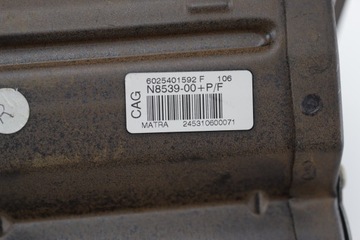 6025401592 F 106
CAG
N8539-00+P/F
MATRA 245310600071
R